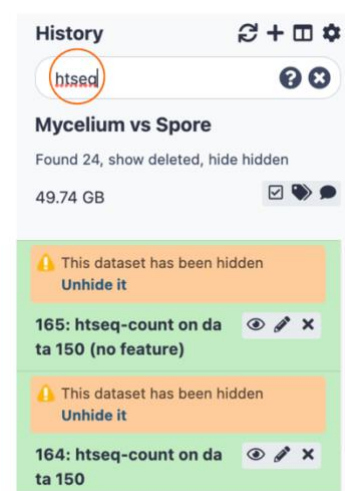 History
htseq
Mycelium vs Spore
Found 24, show deleted, hide hidden
49.74 GB
This dataset has been hidden
Unhide it
165: htseq-count on da
ta 150 (no feature)
This dataset has been hidden
Unhide it
164: htseq-count on da
ta 150